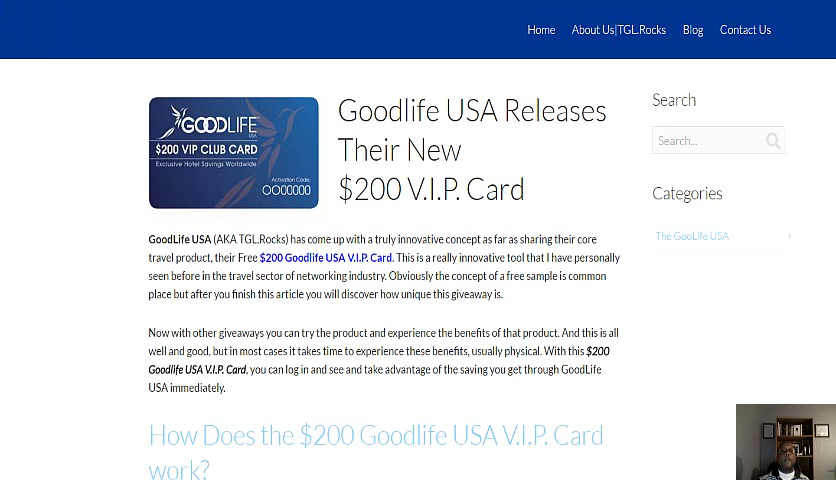 Home About Us|TGL.Rocks Blog Contact Us
GOODLIFE
USA
$200 VIP CLUB CARD
Exclusive Hotel Savings Worldwide
Activation Code:
OOOOOOO
Goodlife USA Releases
Their New
$200 V.I.P. Card
Search
Search...
Categories
The GooLife USA
GoodLife USA (AKA TGL.Rocks) has come up with a truly innovative concept as far as sharing their core
travel product, their Free $200 Goodlife USA V.I.P. Card. This is a really innovative tool that I have personally
seen before in the travel sector of networking industry. Obviously the concept of a free sample is common
place but after you finish this article you will discover how unique this giveaway is.
Now with other giveaways you can try the product and experience the benefits of that product. And this is all
well and good, but in most cases it takes time to experience these benefits, usually physical. With this $200
Goodlife USA V.I.P. Card, you can log in and see and take advantage of the saving you get through GoodLife
USA immediately.
How Does the $200 Goodlife USA V.I.P. Card
work?